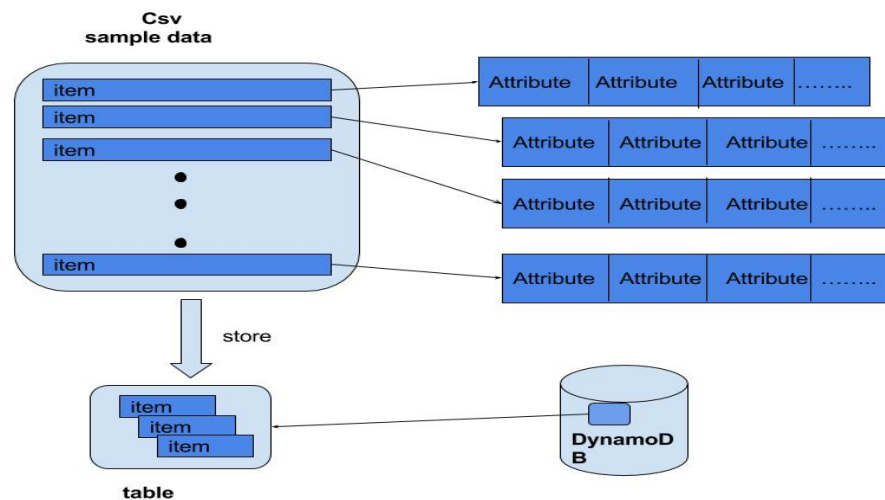 Csv
sample data
item
Attribute Attribute Attribute ........
item
Attribute Attribute Attribute ........
item
Attribute Attribute Attribute ........
item
Attribute Attribute Attribute ........
store
item
item
item
DynamoD
B
table